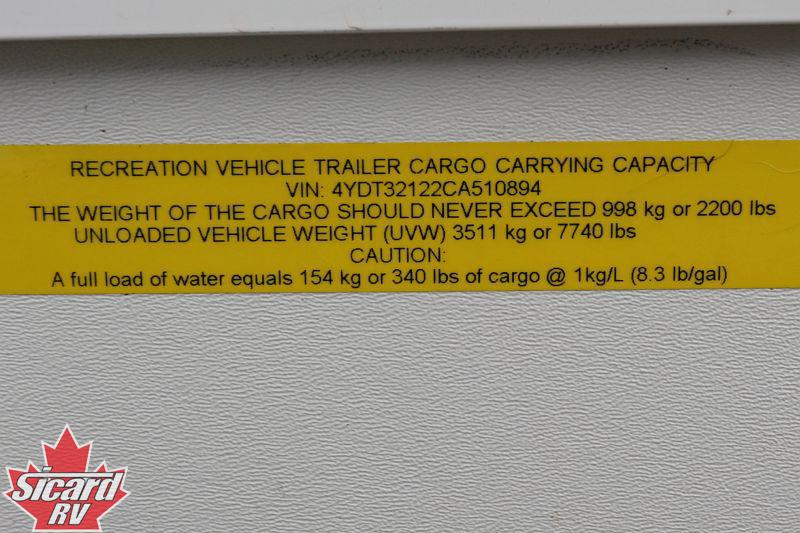 RECREATION VEHICLE TRAILER CARGO CARRYING CAPACITY
VIN: 4YDT32122CA510894
THE WEIGHT OF THE CARGO SHOULD NEVER EXCEED 998 kg or 2200 lbs
UNLOADED VEHICLE WEIGHT (UVW) 3511 kg or 7740 lbs
CAUTION:
A full load of water equals 154 kg or 340 lbs of cargo @ 1kg/L (8.3 lb/gal)
Sicard
RV